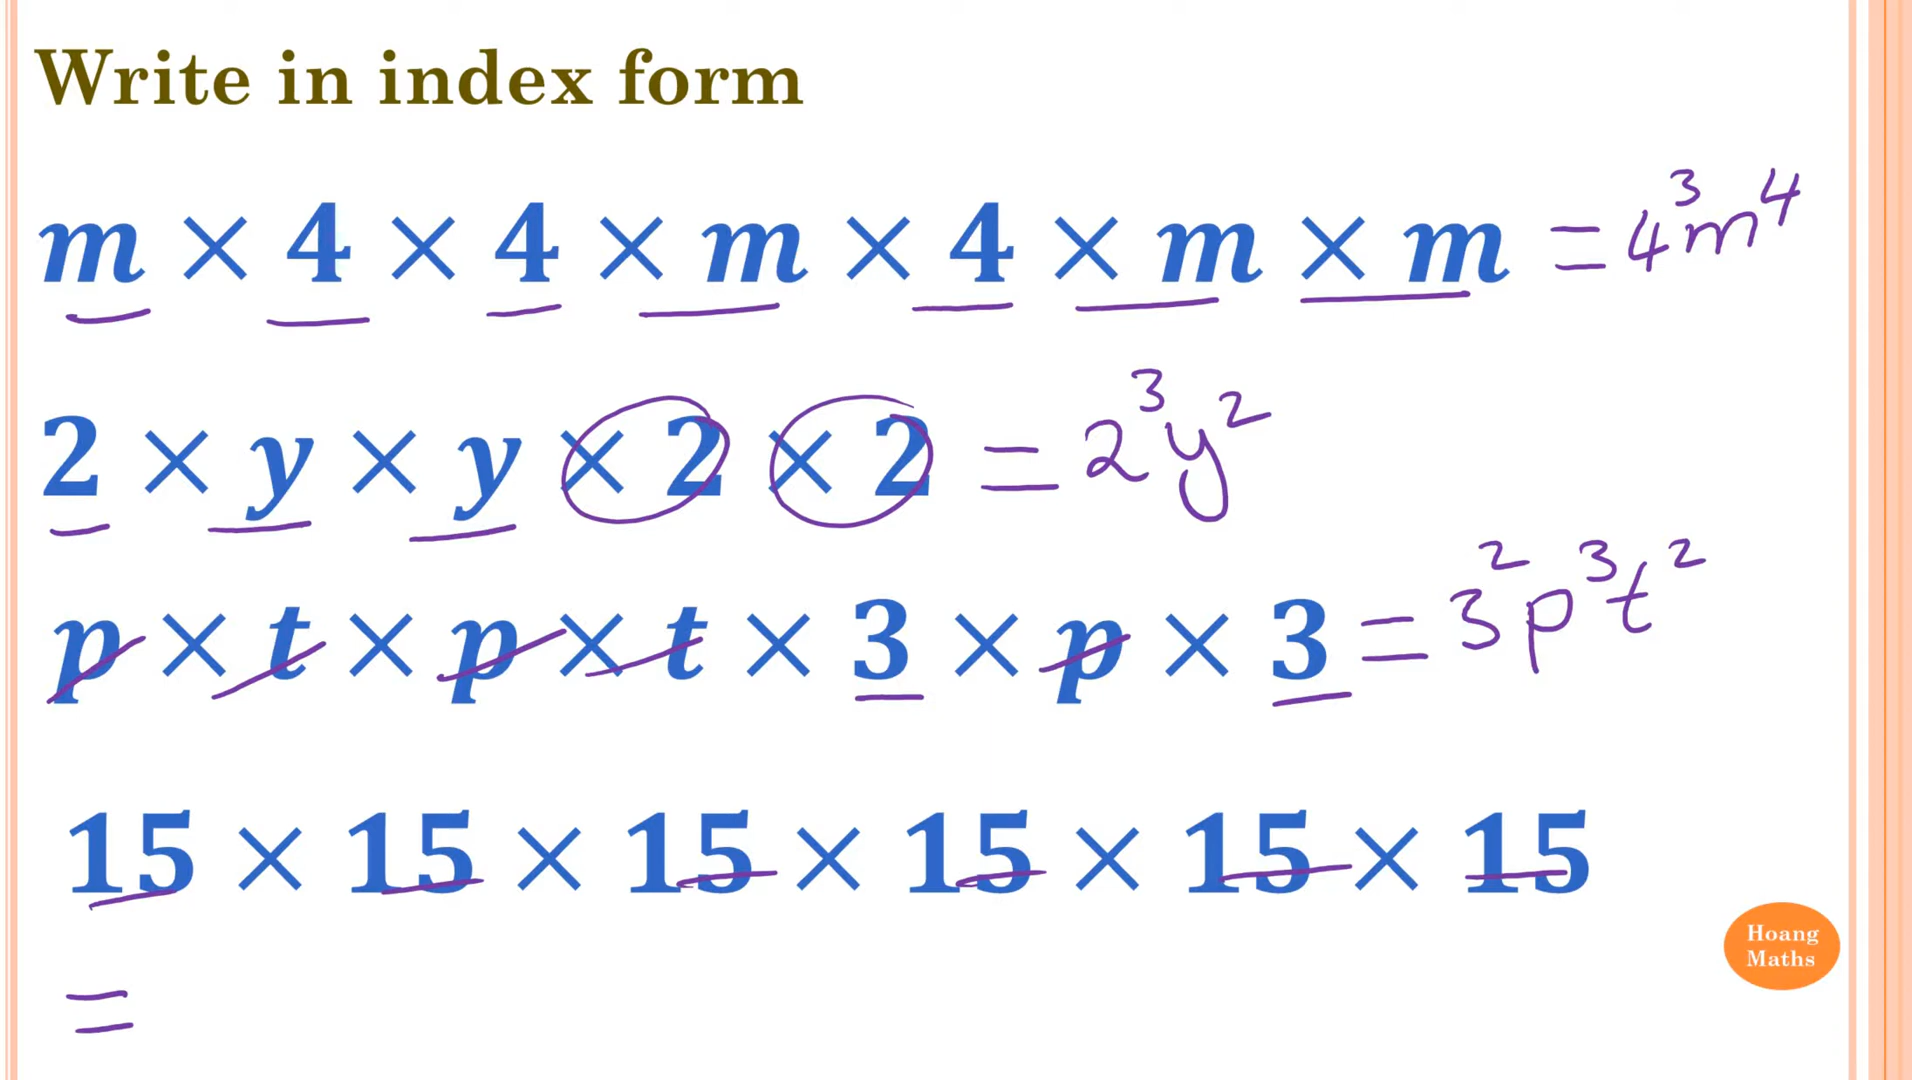 Write in index form
m × 4 × 4 × m × 4 × m × m = 4³m⁴
2 × y × y × 2 × 2 = 2³y²
p × t × p × t × 3 × p × 3 = 3²p³t²
15 × 15 × 15 × 15 × 15 × 15
=
Hoang
Maths